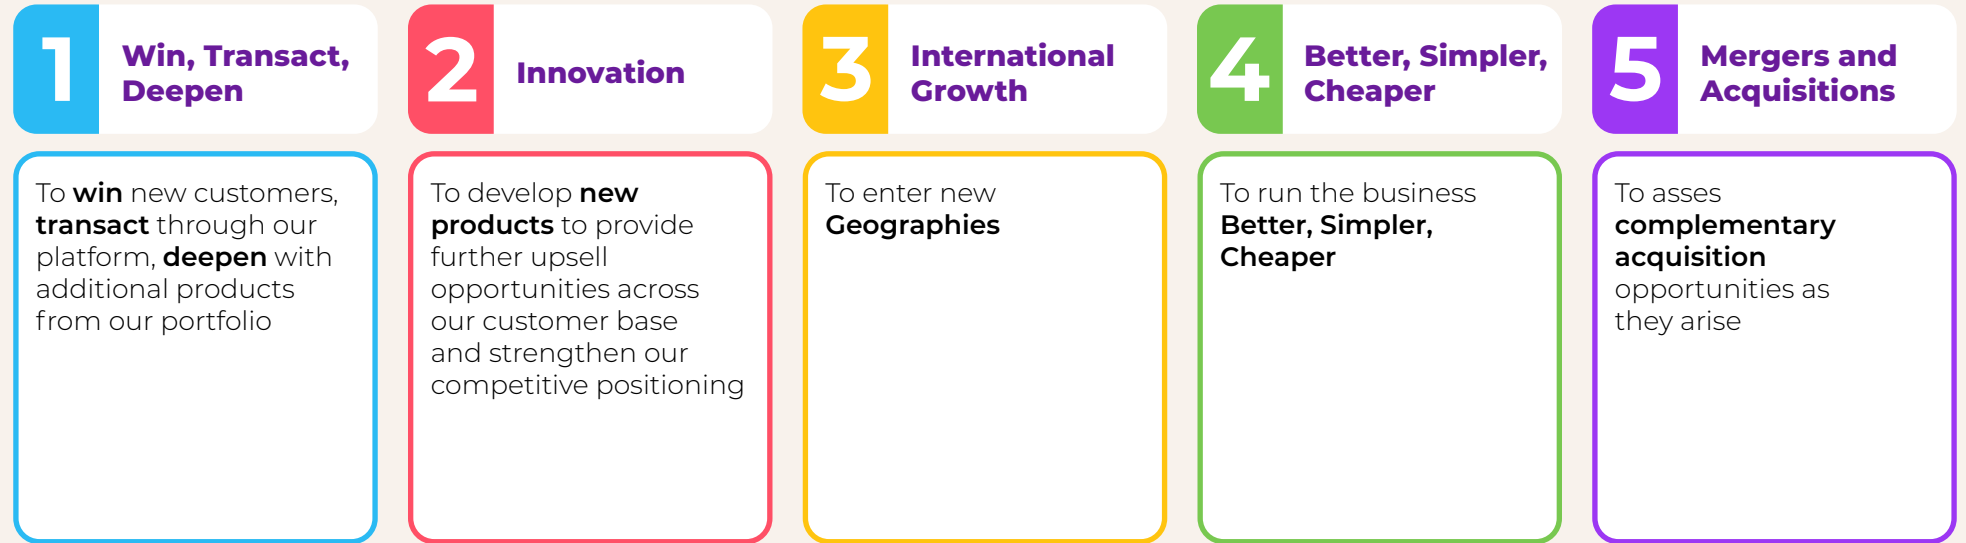 1
Win, Transact,
Deepen
To win new customers,
transact through our
platform, deepen with
additional products
from our portfolio
2
Innovation
To develop new
products to provide
further upsell
opportunities across
our customer base
and strengthen our
competitive positioning
3
International
Growth
To enter new
Geographies
4
Better, Simpler,
Cheaper
To run the business
Better, Simpler,
Cheaper
5
Mergers and
Acquisitions
To asses
complementary
acquisition
opportunities as
they arise